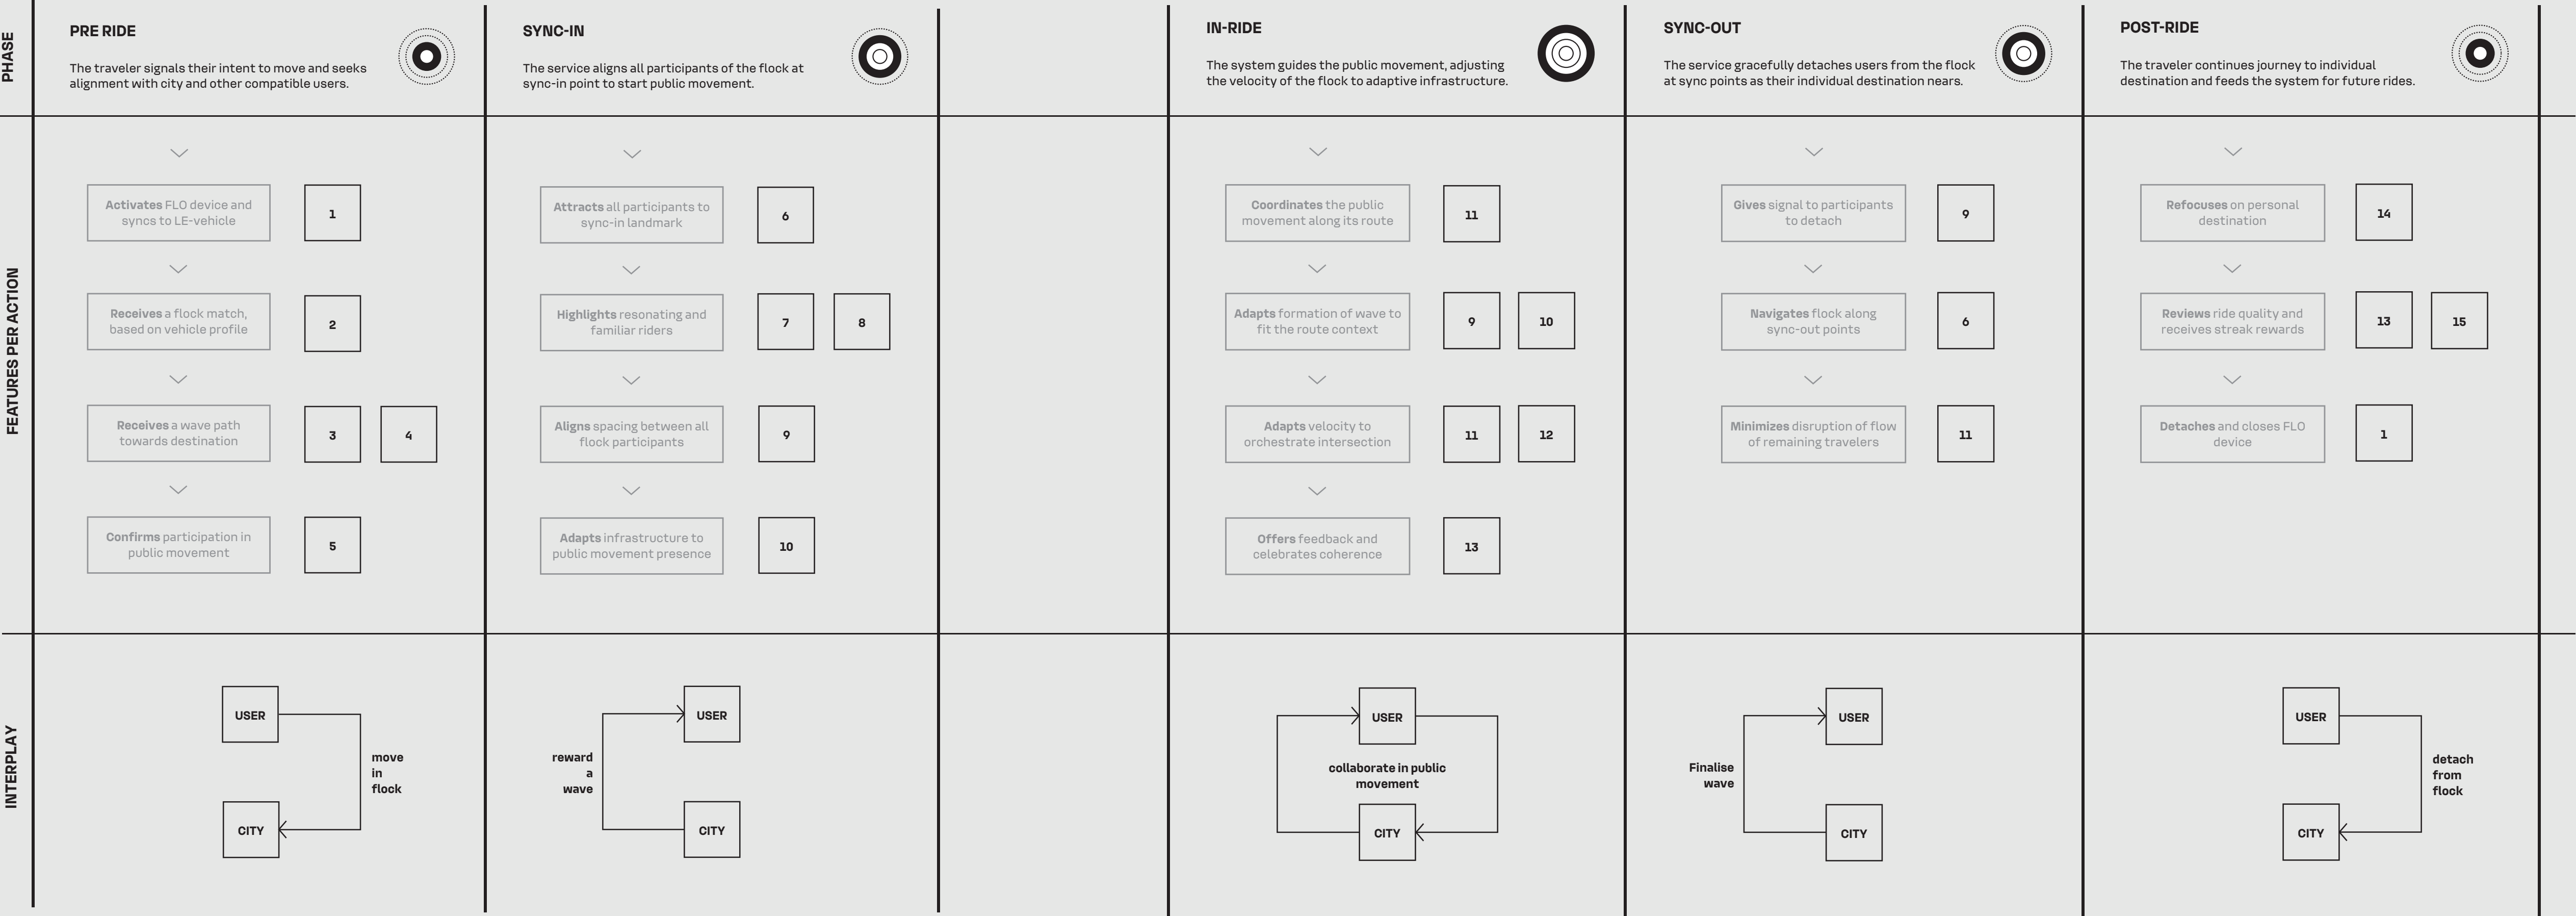 PHASE
PRE RIDE
The traveler signals their intent to move and seeks
alignment with city and other compatible users.
SYNC-IN
The service aligns all participants of the flock at
sync-in point to start public movement.
IN-RIDE
The system guides the public movement, adjusting
the velocity of the flock to adaptive infrastructure.
SYNC-OUT
The service gracefully detaches users from the flock
at sync points as their individual destination nears.
POST-RIDE
The traveler continues journey to individual
destination and feeds the system for future rides.
FEATURES PER ACTION
Activates FLO device and
syncs to LE-vehicle
1
Receives a flock match,
based on vehicle profile
2
Receives a wave path
towards destination
3
4
Confirms participation in
public movement
5
Attracts all participants to
sync-in landmark
6
Highlights resonating and
familiar riders
7
8
Aligns spacing between all
flock participants
9
Adapts infrastructure to
public movement presence
10
Coordinates the public
movement along its route
11
Adapts formation of wave to
fit the route context
9
10
Adapts velocity to
orchestrate intersection
11
12
Offers feedback and
celebrates coherence
13
Gives signal to participants
to detach
9
Navigates flock along
sync-out points
6
Minimizes disruption of flow
of remaining travelers
11
Refocuses on personal
destination
14
Reviews ride quality and
receives streak rewards
13
15
Detaches and closes FLO
device
1
INTERPLAY
USER
move
in
flock
CITY
USER
reward
a
wave
CITY
USER
collaborate in public
movement
CITY
USER
Finalise
wave
CITY
USER
detach
from
flock
CITY